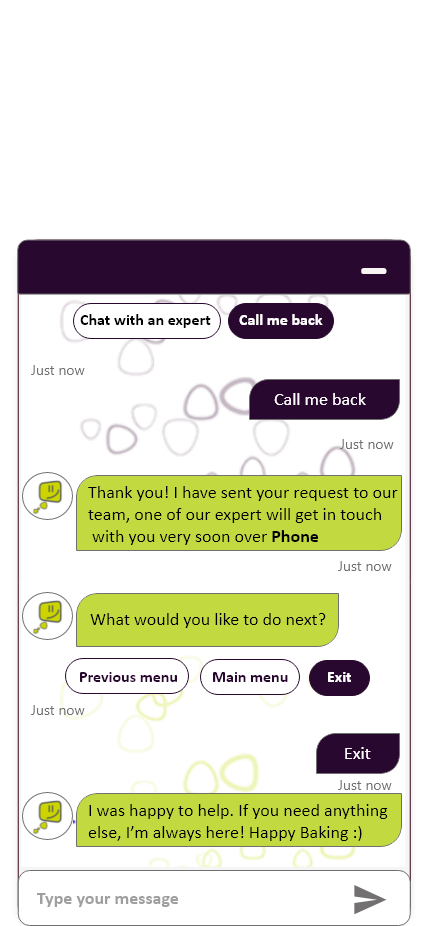 Chat with an expert Call me back
Just now
Call me back
Just now
Thank you! I have sent your request to our
team, one of our expert will get in touch
with you very soon over Phone
Just now
What would you like to do next?
Previous menu Main menu Exit
Just now
Exit
Just now
I was happy to help. If you need anything
else, I'm always here! Happy Baking :)
Type your message